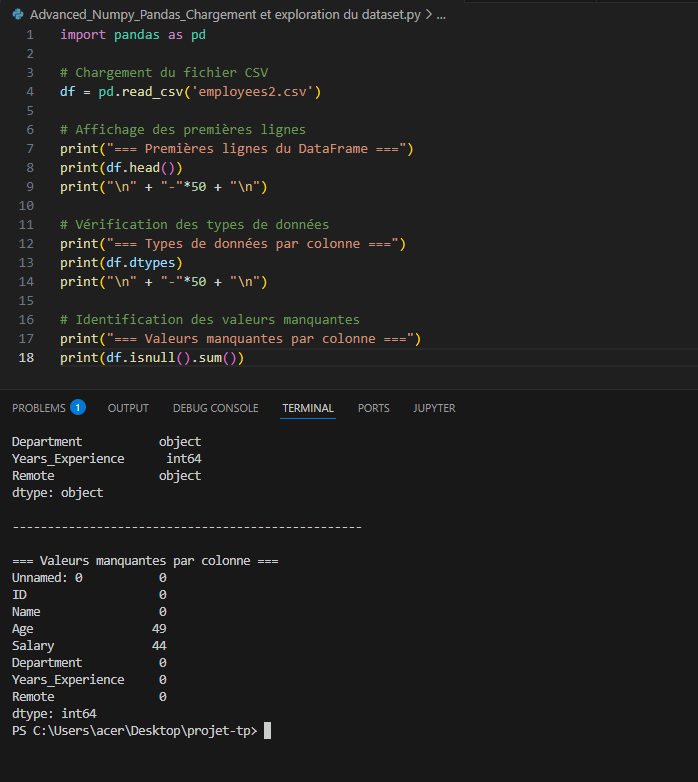 Advanced_Numpy_Pandas_Chargement et exploration du dataset.py > ...
1 import pandas as pd
2
3 # Chargement du fichier CSV
4 df = pd.read_csv('employees2.csv')
5
6 # Affichage des premières lignes
7 print("=== Premières lignes du DataFrame ===")
8 print(df.head())
9 print("\n" + "-"*50 + "\n")
10
11 # Vérification des types de données
12 print("=== Types de données par colonne ===")
13 print(df.dtypes)
14 print("\n" + "-"*50 + "\n")
15
16 # Identification des valeurs manquantes
17 print("=== Valeurs manquantes par colonne ===")
18 print(df.isnull().sum())
PROBLEMS 1 OUTPUT DEBUG CONSOLE TERMINAL PORTS JUPYTER
Department           object
Years_Experience      int64
Remote               object
dtype: object
--------------------------------------------------
=== Valeurs manquantes par colonne ===
Unnamed: 0           0
ID                   0
Name                 0
Age                 49
Salary              44
Department           0
Years_Experience     0
Remote               0
dtype: int64
PS C:\Users\acer\Desktop\projet-tp>